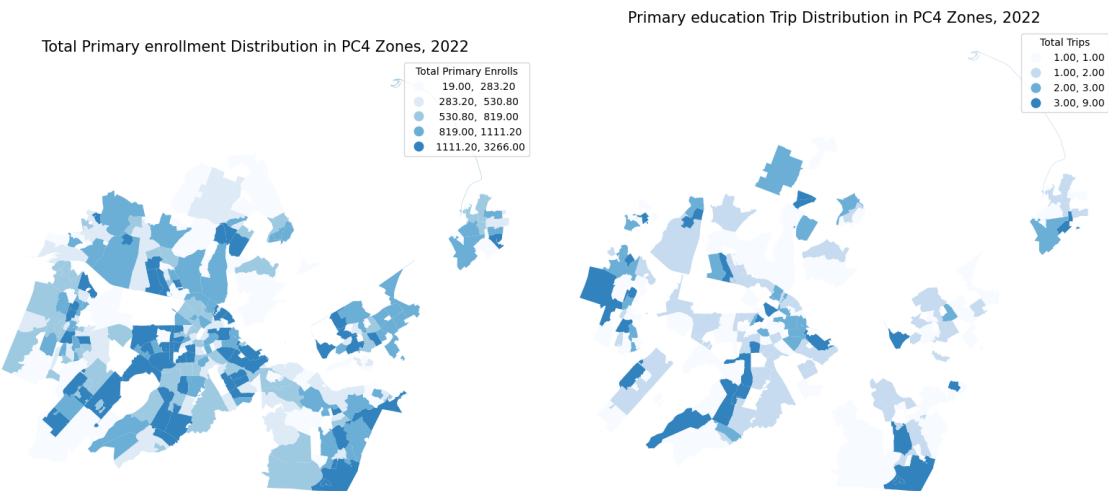 Primary education Trip Distribution in PC4 Zones, 2022
Total Primary enrollment Distribution in PC4 Zones, 2022
Total Primary Enrolls
19.00, 283.20
283.20, 530.80
530.80, 819.00
819.00, 1111.20
1111.20, 3266.00
Total Trips
1.00, 1.00
1.00, 2.00
2.00, 3.00
3.00, 9.00